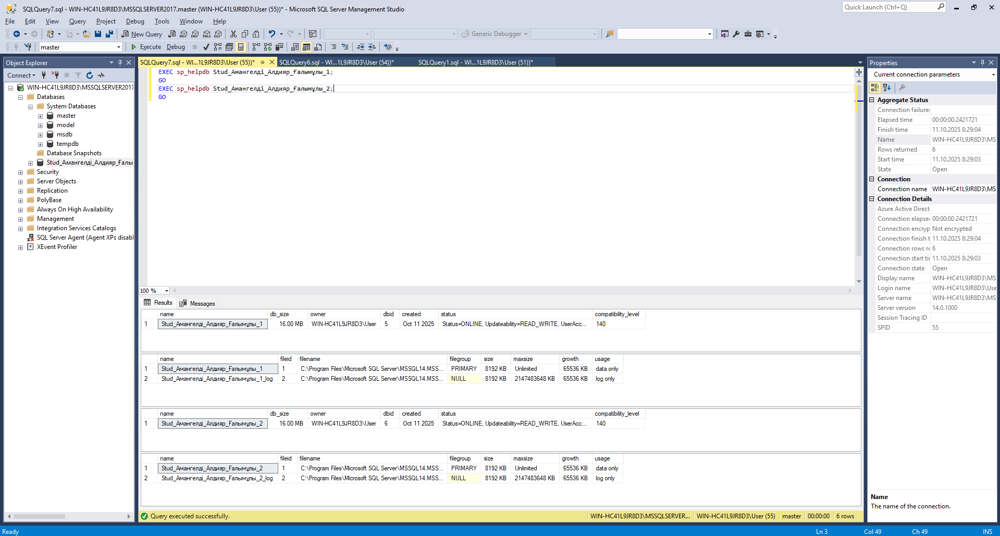 SQLQuery7.sql - WIN-HC41L9JR8D3\MSSQLSERVER2017.master (WIN-HC41L9JR8D3\User (55))* - Microsoft SQL Server Management Studio
Quick Launch (Ctrl+Q)
File Edit View Query Project Debug Tools Window Help
New Query
MDX DMX XMLA DAX
Generic Debugger
master
Execute Debug
Object Explorer
Connect
WIN-HC41L9JR8D3\MSSQLSERVER2017
Databases
System Databases
master
model
msdb
tempdb
Database Snapshots
Stud_Амангелді_Алдияр_Ғалы
Security
Server Objects
Replication
PolyBase
Always On High Availability
Management
Integration Services Catalogs
SQL Server Agent (Agent XPs disabl
XEvent Profiler
SQLQuery7.sql - WI...1L9JR8D3\User (55))* SQLQuery6.sql - WI...1L9JR8D3\User (54))* SQLQuery1.sql - WI...1L9JR8D3\User (51))*
EXEC sp_helpdb Stud_Амангелді_Алдияр_Ғалымұлы_1;
GO
EXEC sp_helpdb Stud_Амангелді_Алдияр_Ғалымұлы_2;
GO
100 %
Results Messages
name db_size owner dbid created status compatibility_level
1 Stud_Амангелді_Алдияр_Ғалымұлы_1 16.00 MB WIN-HC41L9JR8D3\User 5 Oct 11 2025 Status=ONLINE, Updateability=READ_WRITE, UserAcc... 140
name fileid filename filegroup size maxsize growth usage
1 Stud_Амангелді_Алдияр_Ғалымұлы_1 1 C:\Program Files\Microsoft SQL Server\MSSQL14.MSS... PRIMARY 8192 KB Unlimited 65536 KB data only
2 Stud_Амангелді_Алдияр_Ғалымұлы_1_log 2 C:\Program Files\Microsoft SQL Server\MSSQL14.MSS... NULL 8192 KB 2147483648 KB 65536 KB log only
name db_size owner dbid created status compatibility_level
1 Stud_Амангелді_Алдияр_Ғалымұлы_2 16.00 MB WIN-HC41L9JR8D3\User 6 Oct 11 2025 Status=ONLINE, Updateability=READ_WRITE, UserAcc... 140
name fileid filename filegroup size maxsize growth usage
1 Stud_Амангелді_Алдияр_Ғалымұлы_2 1 C:\Program Files\Microsoft SQL Server\MSSQL14.MSS... PRIMARY 8192 KB Unlimited 65536 KB data only
2 Stud_Амангелді_Алдияр_Ғалымұлы_2_log 2 C:\Program Files\Microsoft SQL Server\MSSQL14.MSS... NULL 8192 KB 2147483648 KB 65536 KB log only
Query executed successfully. WIN-HC41L9JR8D3\MSSQLSERVER... WIN-HC41L9JR8D3\User (55) master 00:00:00 6 rows
Properties
Current connection parameters
Aggregate Status
Connection failures
Elapsed time 00:00:00.2421721
Finish time 11.10.2025 8:29:04
Name WIN-HC41L9JR8D3\MS
Rows returned 6
Start time 11.10.2025 8:29:03
State Open
Connection
Connection name WIN-HC41L9JR8D3\MS
Connection Details
Azure Active Direct
Connection elapse 00:00:00.2421721
Connection encryp Not encrypted
Connection finish t 11.10.2025 8:29:04
Connection rows re 6
Connection start ti 11.10.2025 8:29:03
Connection state Open
Display name WIN-HC41L9JR8D3\MS
Login name WIN-HC41L9JR8D3\Use
Server name WIN-HC41L9JR8D3\MS
Server version 14.0.1000
Session Tracing ID
SPID 55
Name
The name of the connection.
Ready Ln 3 Col 49 Ch 49 INS